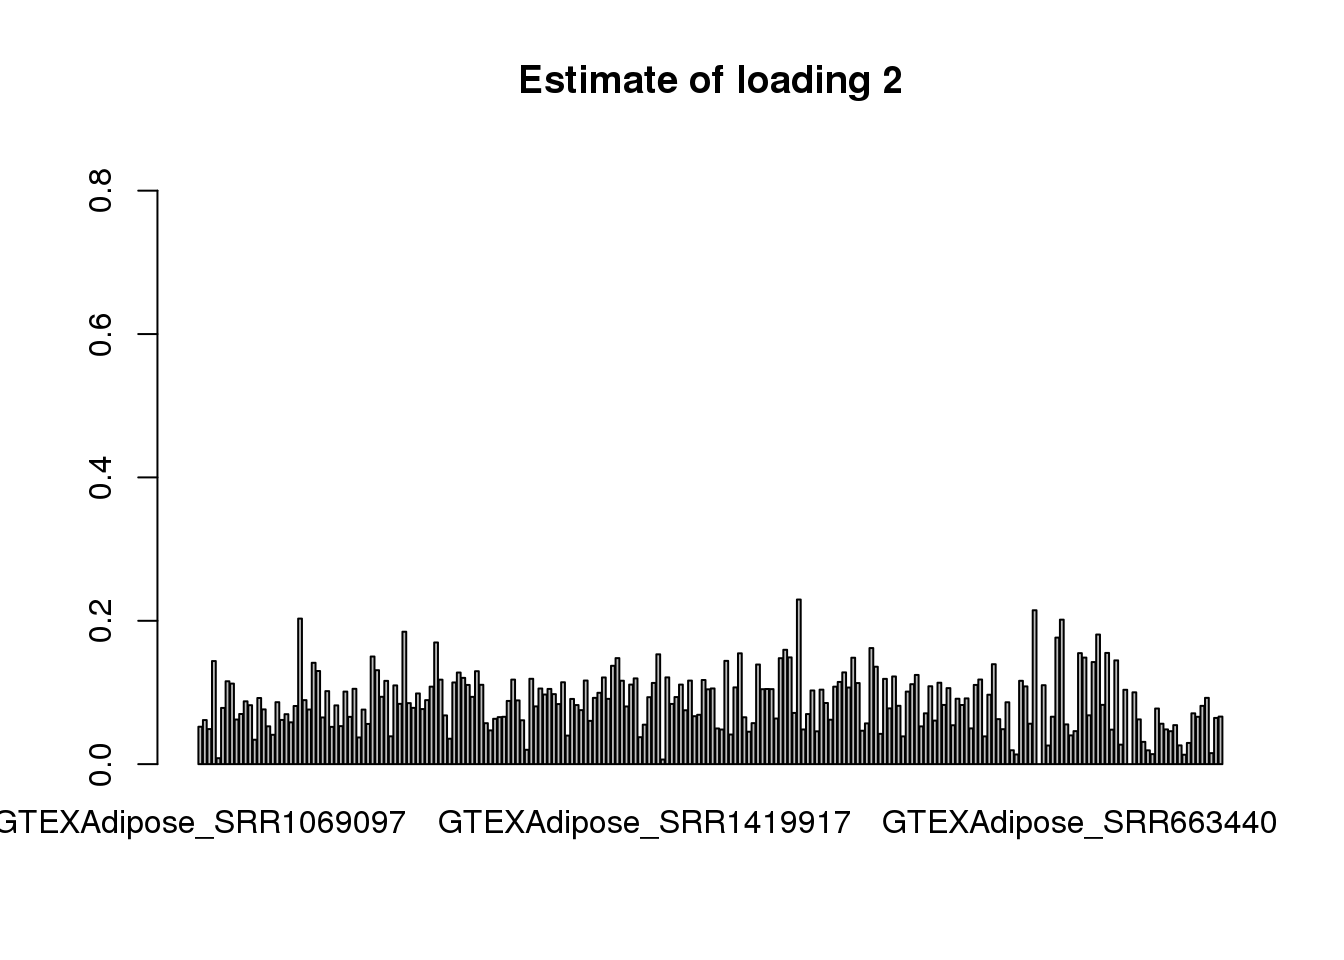 Estimate of loading 2
0.8
0.6
0.4
0.2
0.0
GTEXAdipose_SRR1069097 GTEXAdipose_SRR1419917 GTEXAdipose_SRR663440